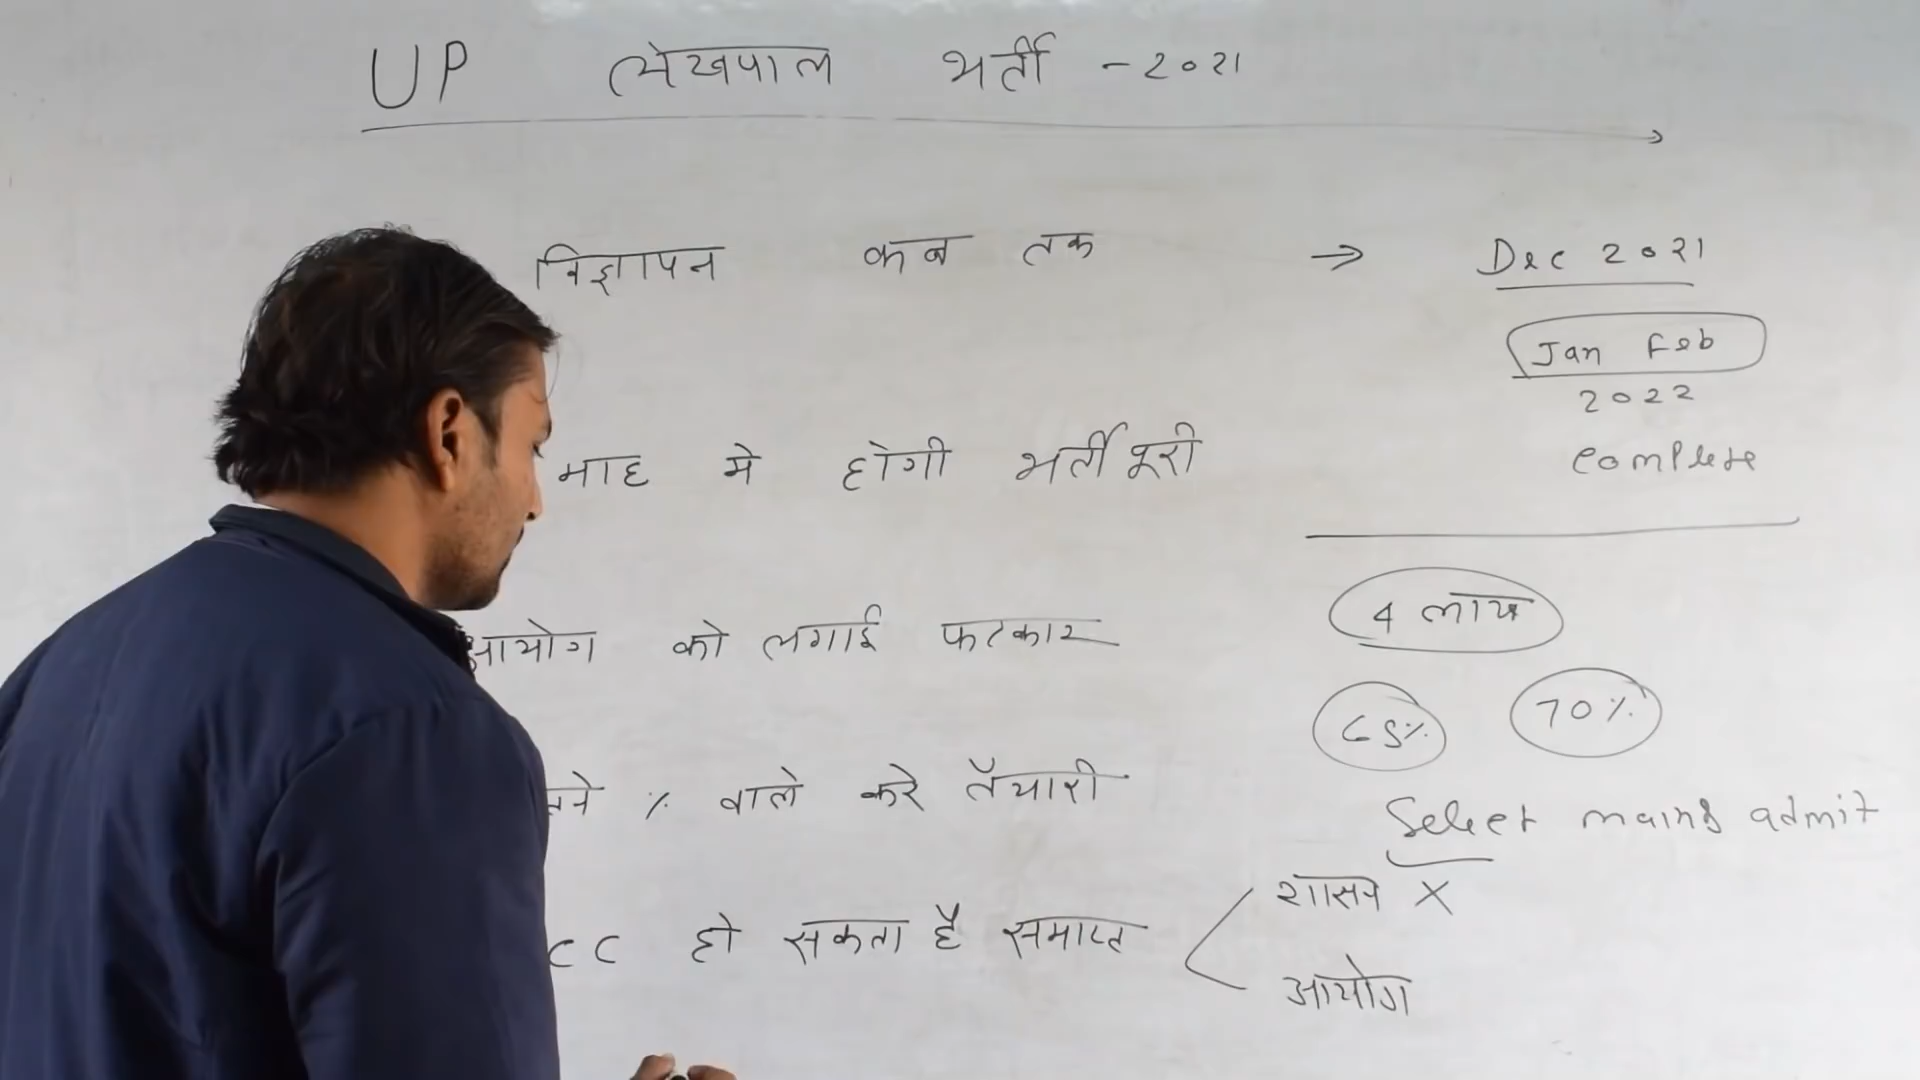 UP लेखपाल भर्ती - 2021
विज्ञापन कब तक → Dec 2021
Jan Feb
2022
complete
माह मे होगी भर्ती पूरी
4 लाख
आयोग को लगाई फटकार
65% 70%
% वाले करे तैयारी
Select mains admit
शासन X
CC हो सकता है समाप्त
आयोग